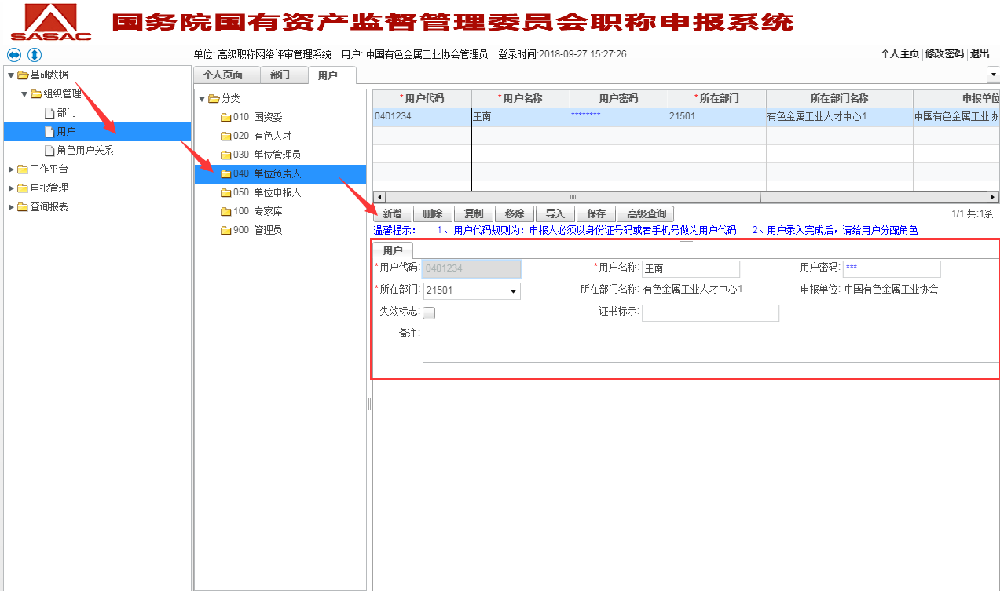 SASAC
国务院国有资产监督管理委员会职称申报系统
单位: 高级职称网络评审管理系统 用户: 中国有色金属工业协会管理员 登录时间:2018-09-27 15:27:26
个人主页 修改密码 退出
基础数据
组织管理
部门
用户
角色用户关系
工作平台
申报管理
查询报表
个人页面 部门 用户
分类
010 国资委
020 有色人才
030 单位管理员
040 单位负责人
050 单位申报人
100 专家库
900 管理员
*用户代码 *用户名称 用户密码 *所在部门 所在部门名称 申报单位
0401234 王南 ******** 21501 有色金属工业人才中心1 中国有色金属工业协
新增 删除 复制 移除 导入 保存 高级查询 1/1 共:1条
温馨提示: 1、用户代码规则为：申报人必须以身份证号码或者手机号做为用户代码 2、用户录入完成后，请给用户分配角色
用户
*用户代码: 0401234 *用户名称: 王南 用户密码: ***
*所在部门: 21501 所在部门名称: 有色金属工业人才中心1 申报单位: 中国有色金属工业协会
失效标志: 证书标示:
备注: